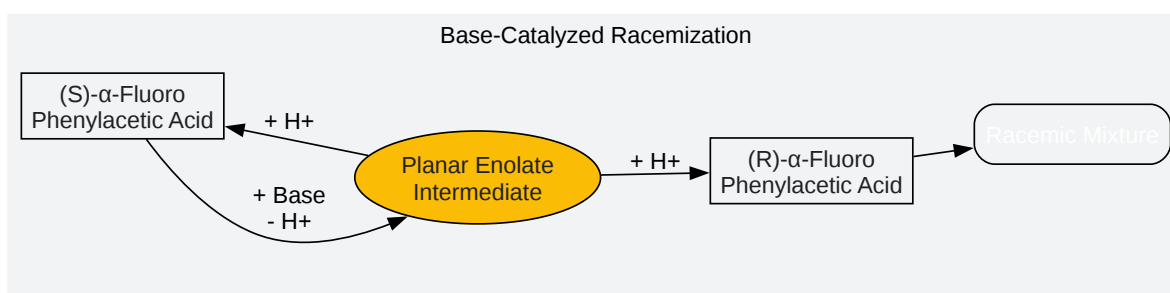 Base-Catalyzed Racemization
(S)-α-Fluoro
Phenylacetic Acid
+ H+
+ Base
- H+
Planar Enolate
Intermediate
+ H+
(R)-α-Fluoro
Phenylacetic Acid
Racemic Mixture